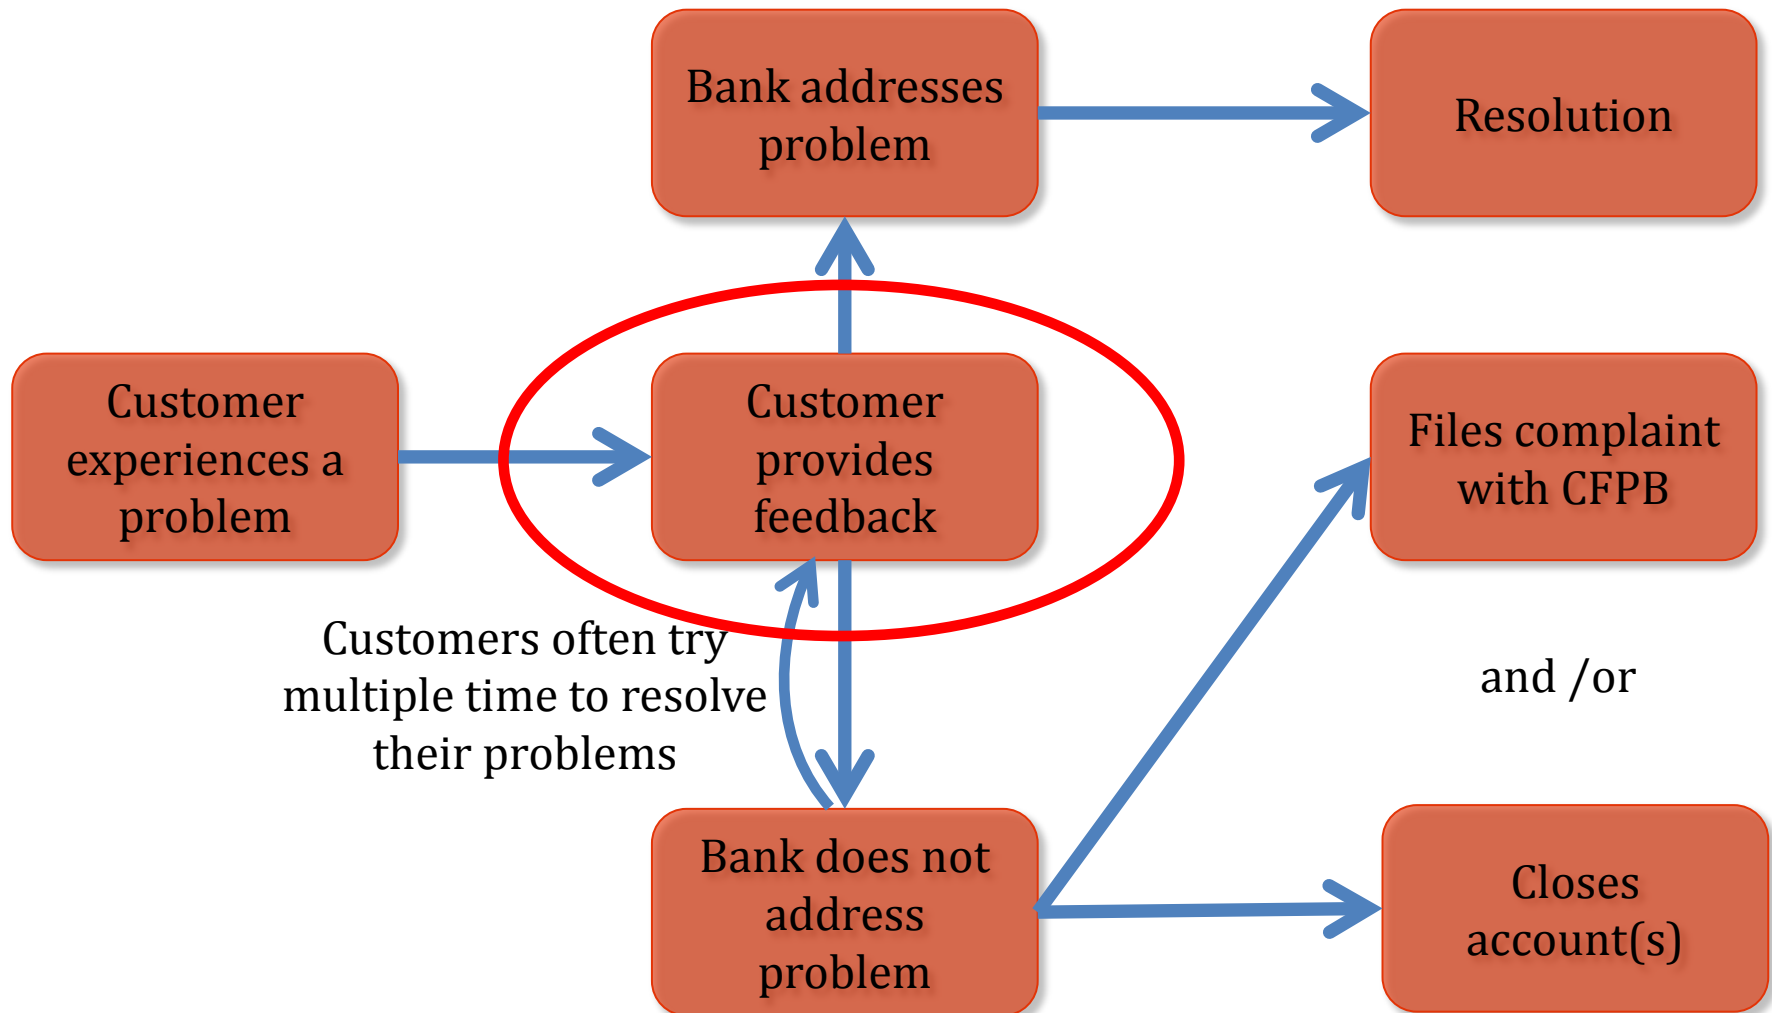 Bank addresses
problem
Resolution
Customer
experiences a
problem
Customer
provides
feedback
Files complaint
with CFPB
Customers often try
multiple time to resolve
their problems
and /or
Bank does not
address
problem
Closes
account(s)